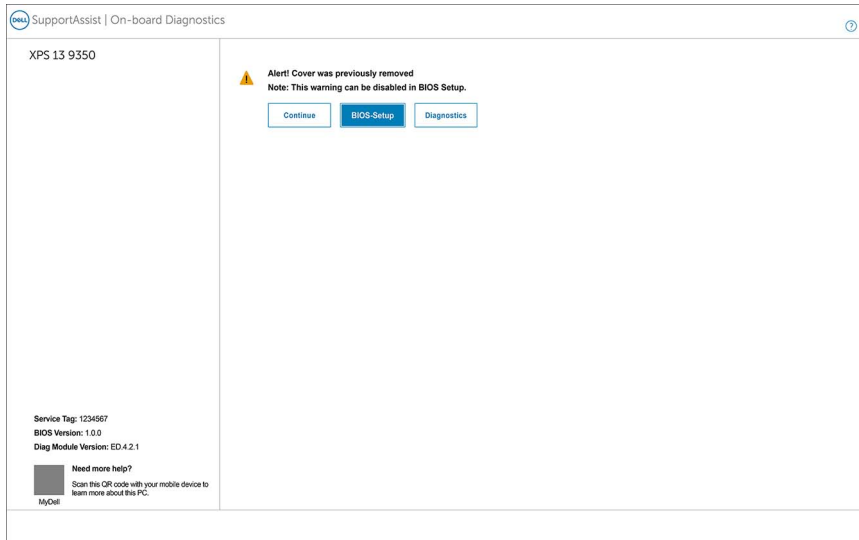 DELL SupportAssist | On-board Diagnostics
?
XPS 13 9350
Alert! Cover was previously removed
Note: This warning can be disabled in BIOS Setup.
Continue
BIOS-Setup
Diagnostics
Service Tag: 1234567
BIOS Version: 1.0.0
Diag Module Version: ED.4.2.1
Need more help?
Scan this QR code with your mobile device to
learn more about this PC.
MyDell